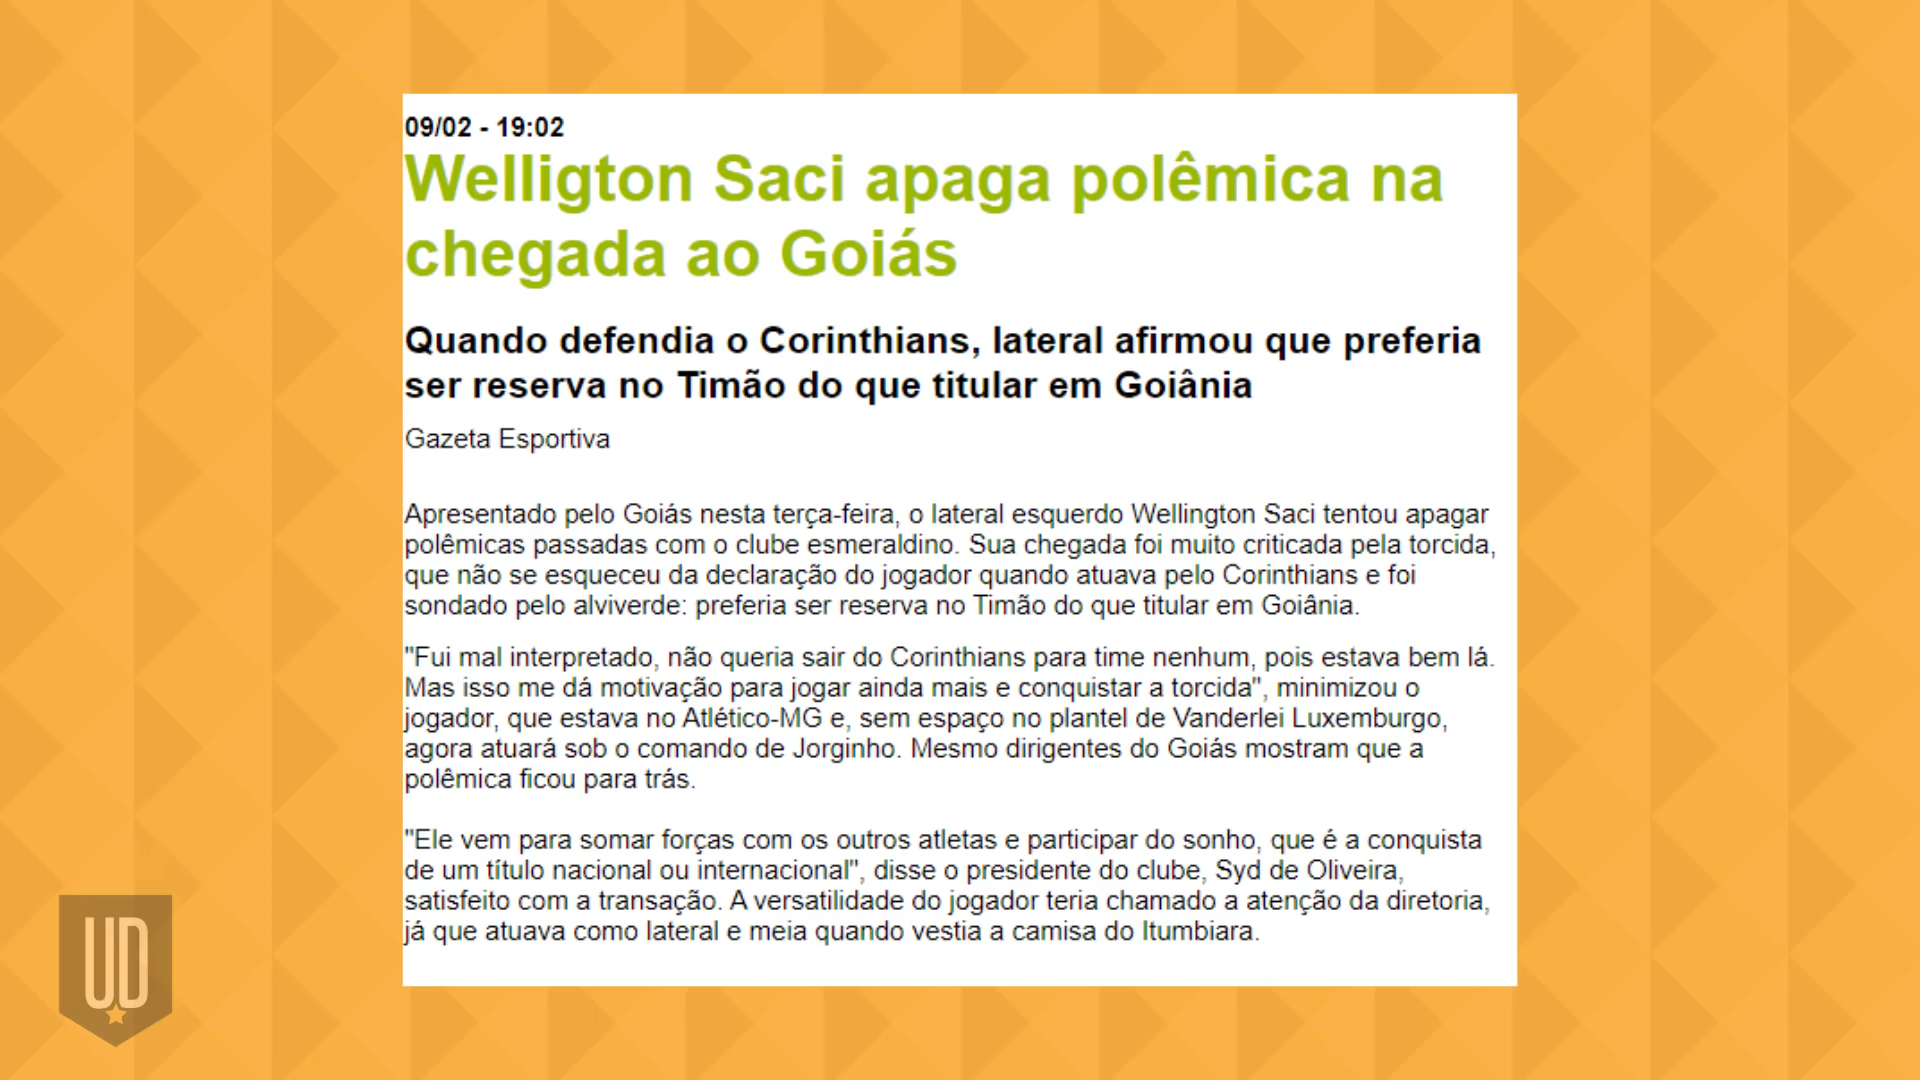 09/02 - 19:02
Welligton Saci apaga polêmica na
chegada ao Goiás
Quando defendia o Corinthians, lateral afirmou que preferia
ser reserva no Timão do que titular em Goiânia
Gazeta Esportiva
Apresentado pelo Goiás nesta terça-feira, o lateral esquerdo Wellington Saci tentou apagar
polêmicas passadas com o clube esmeraldino. Sua chegada foi muito criticada pela torcida,
que não se esqueceu da declaração do jogador quando atuava pelo Corinthians e foi
sondado pelo alviverde: preferia ser reserva no Timão do que titular em Goiânia.
"Fui mal interpretado, não queria sair do Corinthians para time nenhum, pois estava bem lá.
Mas isso me dá motivação para jogar ainda mais e conquistar a torcida", minimizou o
jogador, que estava no Atlético-MG e, sem espaço no plantel de Vanderlei Luxemburgo,
agora atuará sob o comando de Jorginho. Mesmo dirigentes do Goiás mostram que a
polêmica ficou para trás.
"Ele vem para somar forças com os outros atletas e participar do sonho, que é a conquista
de um título nacional ou internacional", disse o presidente do clube, Syd de Oliveira,
satisfeito com a transação. A versatilidade do jogador teria chamado a atenção da diretoria,
já que atuava como lateral e meia quando vestia a camisa do Itumbiara.
UD